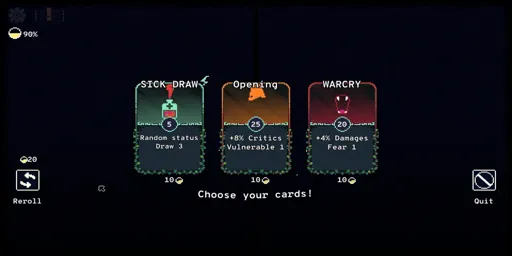 90%
SICK DRAW
Opening
WARCRY
5
25
20
Random status
Draw 3
+8% Critics
Vulnerable 1
+4% Damages
Fear 1
20
10
10
10
Reroll
Choose your cards!
Quit